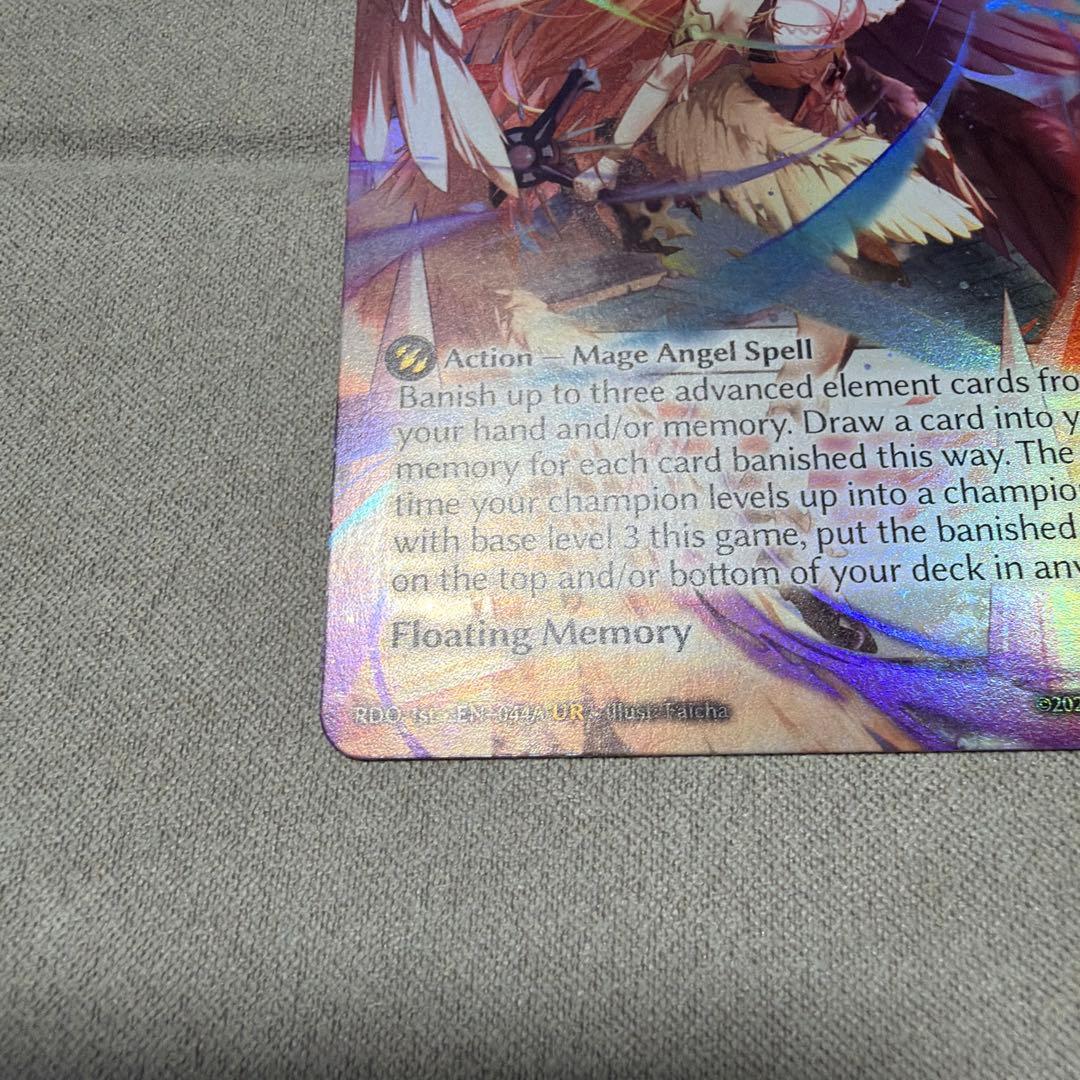 Action — Mage Angel Spell
Banish up to three advanced element cards fro
your hand and/or memory. Draw a card into y
memory for each card banished this way. The
time your champion levels up into a champio
with base level 3 this game, put the banished
on the top and/or bottom of your deck in any
Floating Memory
RDO 1st EN-044A UR Illust: Faicha ©202